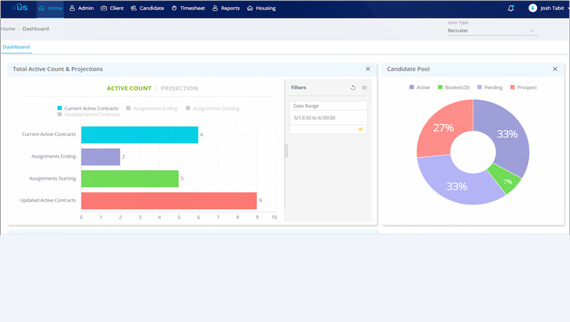 Home Admin Client Candidate Timesheet Reports Housing Josh Tabit
Home Dashboard
User Type
Recruiter
Dashboard
Total Active Count & Projections
ACTIVE COUNT | PROJECTION
Current Active Contracts Assignments Ending Assignments Starting
Updated Active Contracts
Current Active Contracts 6
Assignments Ending 2
Assignments Starting 5
Updated Active Contracts 9
0 1 2 3 4 5 6 7 8 9 10
Filters
Date Range
5/13/20 to 6/30/20
Candidate Pool
Active Booked (D) Pending Prospect
27% 33%
7%
33%